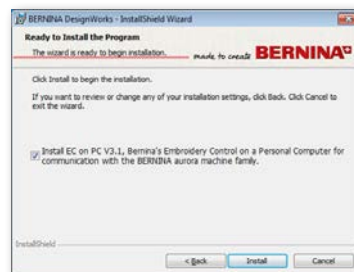 BERNINA DesignWorks - InstallShield Wizard
Ready to Install the Program
The wizard is ready to begin installation.
made to create BERNINA
Click Install to begin the installation.
If you want to review or change any of your installation settings, click Back. Click Cancel to
exit the wizard.
Install EC on PC V3.1, Bernina's Embroidery Control on a Personal Computer for
communication with the BERNINA aurora machine family.
InstallShield
< Back Install Cancel